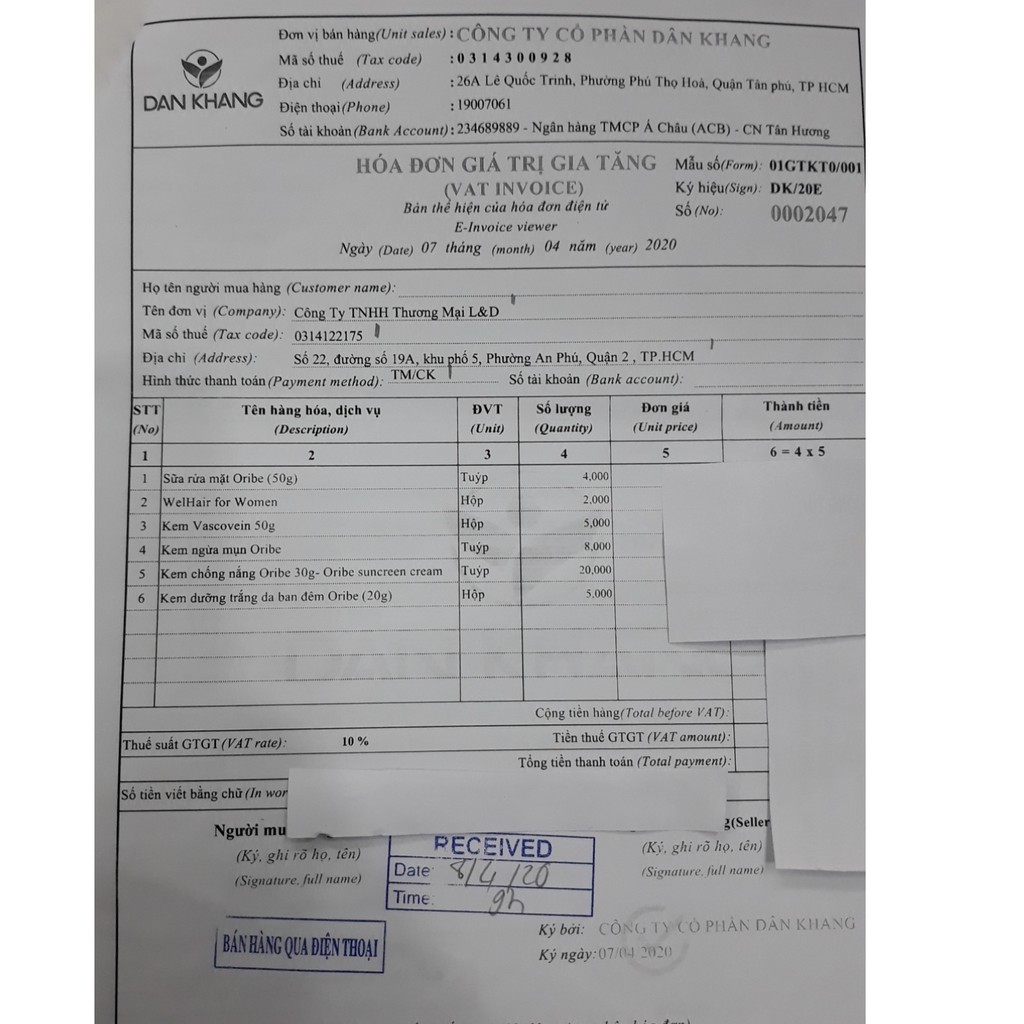 DAN KHANG
Đơn vị bán hàng(Unit sales) : CÔNG TY CỔ PHẦN DÂN KHANG
Mã số thuế (Tax code) : 0 3 1 4 3 0 0 9 2 8
Địa chỉ (Address) : 26A Lê Quốc Trinh, Phường Phú Thọ Hoà, Quận Tân phú, TP HCM
Điện thoại (Phone) : 19007061
Số tài khoản (Bank Account) : 234689889 - Ngân hàng TMCP Á Châu (ACB) - CN Tân Hương
HÓA ĐƠN GIÁ TRỊ GIA TĂNG
(VAT INVOICE)
Bản thể hiện của hóa đơn điện tử
E-Invoice viewer
Ngày (Date) 07 tháng (month) 04 năm (year) 2020
Mẫu số(Form): 01GTKT0/001
Ký hiệu(Sign): DK/20E
Số (No): 0002047
Họ tên người mua hàng (Customer name):
Tên đơn vị (Company): Công Ty TNHH Thương Mại L&D
Mã số thuế (Tax code): 0314122175
Địa chỉ (Address): Số 22, đường số 19A, khu phố 5, Phường An Phú, Quận 2 , TP.HCM
Hình thức thanh toán (Payment method): TM/CK Số tài khoản (Bank account):
STT Tên hàng hóa, dịch vụ ĐVT Số lượng Đơn giá Thành tiền
(No) (Description) (Unit) (Quantity) (Unit price) (Amount)
1 2 3 4 5 6 = 4 x 5
1 Sữa rửa mặt Oribe (50g) Tuýp 4,000
2 WelHair for Women Hộp 2,000
3 Kem Vascovein 50g Hộp 5,000
4 Kem ngừa mụn Oribe Tuýp 8,000
5 Kem chống nắng Oribe 30g- Oribe suncreen cream Tuýp 20,000
6 Kem dưỡng trắng da ban đêm Oribe (20g) Hộp 5,000
Cộng tiền hàng(Total before VAT):
Thuế suất GTGT (VAT rate): 10 % Tiền thuế GTGT (VAT amount):
Tổng tiền thanh toán (Total payment):
Số tiền viết bằng chữ (In wor
Người mu g(Seller
(Ký, ghi rõ họ, tên) (Ký, ghi rõ họ, tên)
(Signature, full name) (Signature, full name)
RECEIVED
Date: 8/4/20
Time: 9h
BÁN HÀNG QUA ĐIỆN THOẠI
Ký bởi: CÔNG TY CỔ PHẦN DÂN KHANG
Ký ngày: 07/04/2020